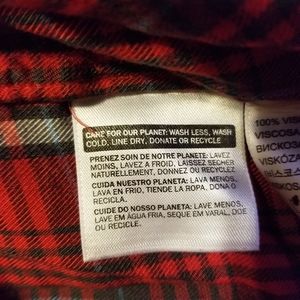 CARE FOR OUR PLANET: WASH LESS, WASH
COLD, LINE DRY, DONATE OR RECYCLE
PRENEZ SOIN DE NOTRE PLANETE: LAVEZ
MOINS, LAVEZ A FROID, LAISSEZ SECHER
NATURELLEMENT, DONNEZ OU RECYCLEZ
CUIDA NUESTRO PLANETA: LAVA MENOS,
LAVA EN FRIO, TIENDE LA ROPA, DONA O
RECICLA.
CUIDE DO NOSSO PLANETA: LAVE MENOS,
LAVE EM ÁGUA FRIA, SEQUE EM VARAL, DOE
OU RECICLE.
100% VIS
VISCOSA
ВИСКОЗА
VISKÓZA